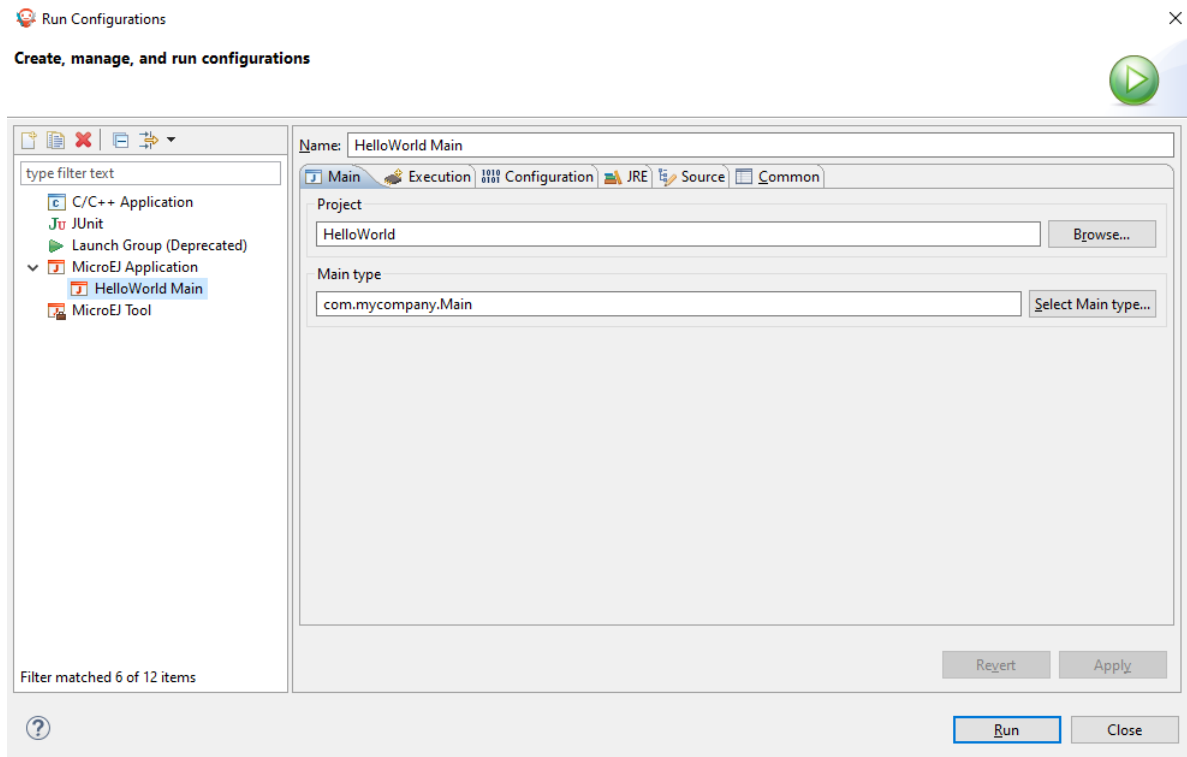 Run Configurations
Create, manage, and run configurations
type filter text
C/C++ Application
JUnit
Launch Group (Deprecated)
MicroEJ Application
HelloWorld Main
MicroEJ Tool
Filter matched 6 of 12 items
Name: HelloWorld Main
Main Execution Configuration JRE Source Common
Project
HelloWorld Browse...
Main type
com.mycompany.Main Select Main type...
Revert Apply
Run Close